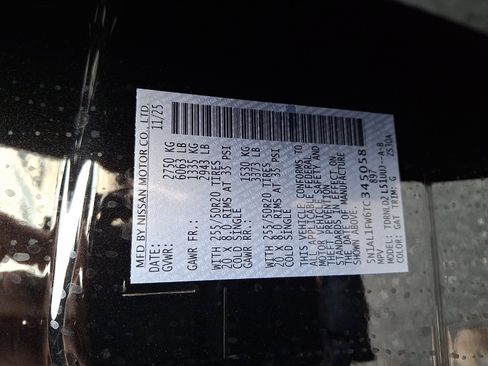 MFD BY NISSAN MOTOR CO., LTD.
DATE: 11/25
GVWR: 2750 KG
6063 LB
GAWR FR.: 1335 KG
2943 LB
WITH 255/50R20 TIRES
20 X 8.0 RIMS AT 35 PSI
COLD SINGLE
GAWR RR.: 1530 KG
3373 LB
WITH 255/50R20 TIRES
20 X 8.0 RIMS AT 35 PSI
COLD SINGLE
THIS VEHICLE CONFORMS TO
ALL APPLICABLE FEDERAL
MOTOR VEHICLE SAFETY AND
THEFT PREVENTION
STANDARDS IN EFFECT ON
THE DATE OF MANUFACTURE
SHOWN ABOVE.
5N1AL1FW6TC 345058
MPV
MODEL:
COLOR: GAT TRIM: G